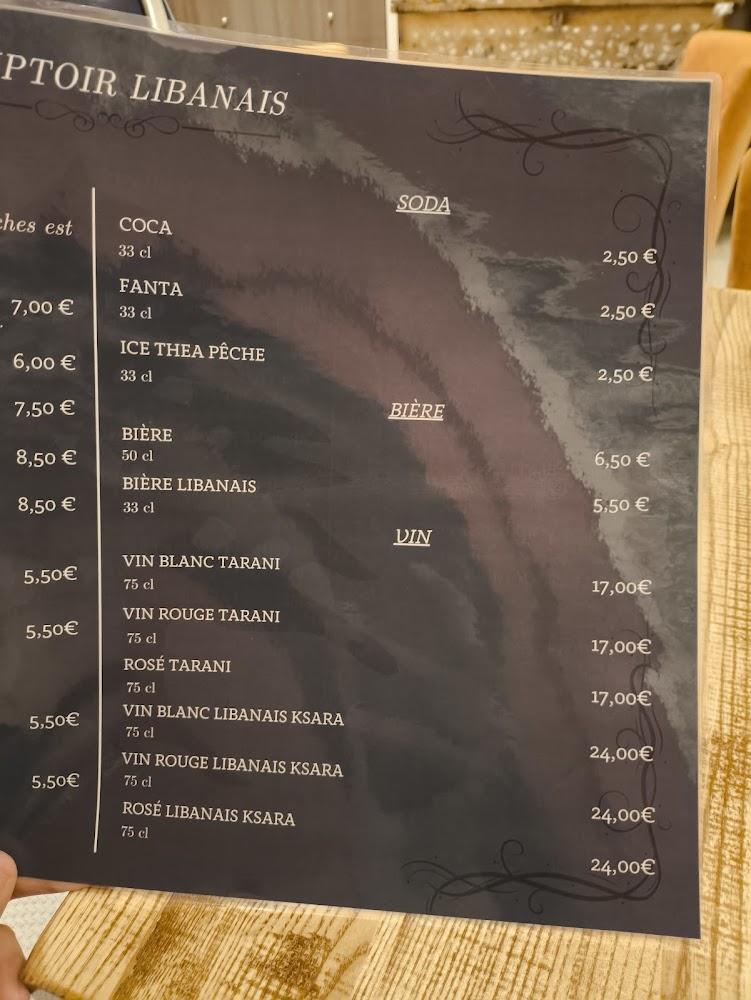 LIBANAIS
est
7,00 €
6,00 €
7,50 €
8,50 €
8,50 €
5,50€
5,50€
5,50€
5,50€
SODA
COCA 2,50 €
33 cl
FANTA 2,50 €
33 cl
ICE THEA PÊCHE 2,50 €
33 cl
BIÈRE
BIÈRE 6,50 €
50 cl
BIÈRE LIBANAIS 5,50 €
33 cl
VIN
VIN BLANC TARANI 17,00€
75 cl
VIN ROUGE TARANI 17,00€
75 cl
ROSÉ TARANI 17,00€
75 cl
VIN BLANC LIBANAIS KSARA 24,00€
75 cl
VIN ROUGE LIBANAIS KSARA 24,00€
75 cl
ROSÉ LIBANAIS KSARA 24,00€
75 cl